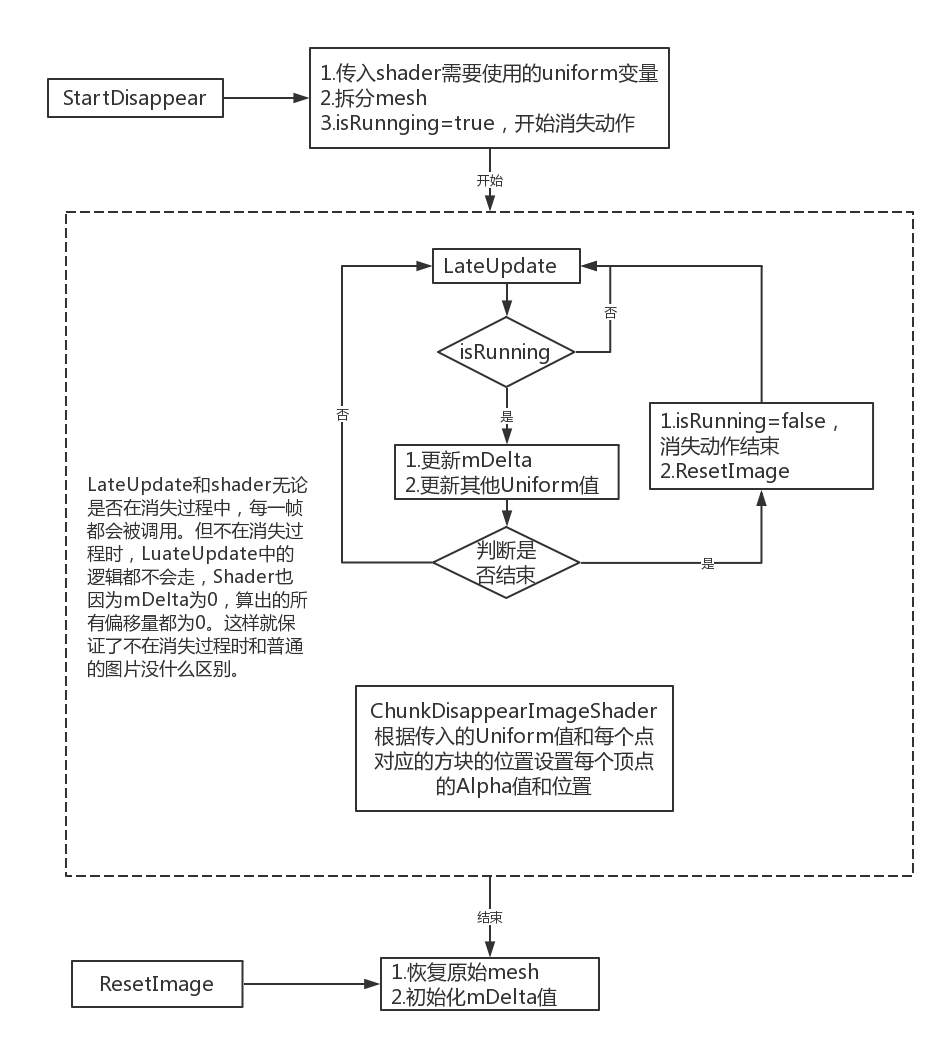 StartDisappear
1.传入shader需要使用的uniform变量
2.拆分mesh
3.isRunnging=true，开始消失动作
开始
LateUpdate
否
isRunning
否
是
1.isRunning=false，
消失动作结束
2.ResetImage
1.更新mDelta
2.更新其他Uniform值
LateUpdate和shader无论
是否在消失过程中，每一帧
都会被调用。但不在消失过
程时，LuateUpdate中的
逻辑都不会走，Shader也
因为mDelta为0，算出的所
有偏移量都为0。这样就保
证了不在消失过程时和普通
的图片没什么区别。
判断是
否结束
是
ChunkDisappearImageShader
根据传入的Uniform值和每个点
对应的方块的位置设置每个顶点
的Alpha值和位置
结束
ResetImage
1.恢复原始mesh
2.初始化mDelta值